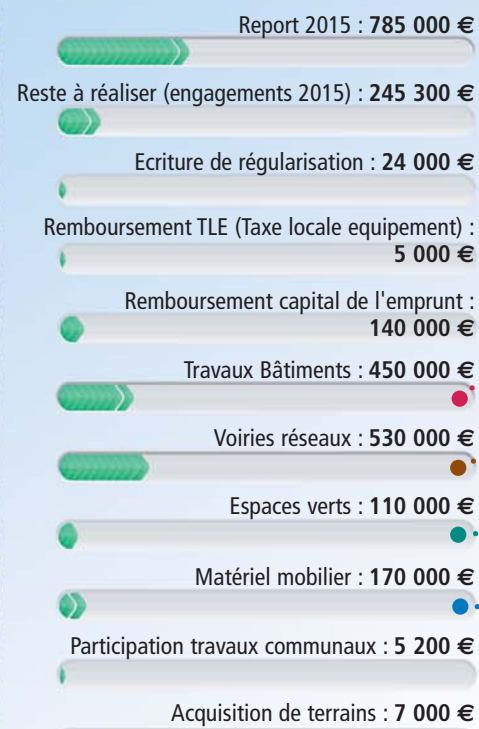 Report 2015 : 785 000 €
Reste à réaliser (engagements 2015) : 245 300 €
Ecriture de régularisation : 24 000 €
Remboursement TLE (Taxe locale equipement) :
5 000 €
Remboursement capital de l'emprunt :
140 000 €
Travaux Bâtiments : 450 000 €
Voiries réseaux : 530 000 €
Espaces verts : 110 000 €
Matériel mobilier : 170 000 €
Participation travaux communaux : 5 200 €
Acquisition de terrains : 7 000 €